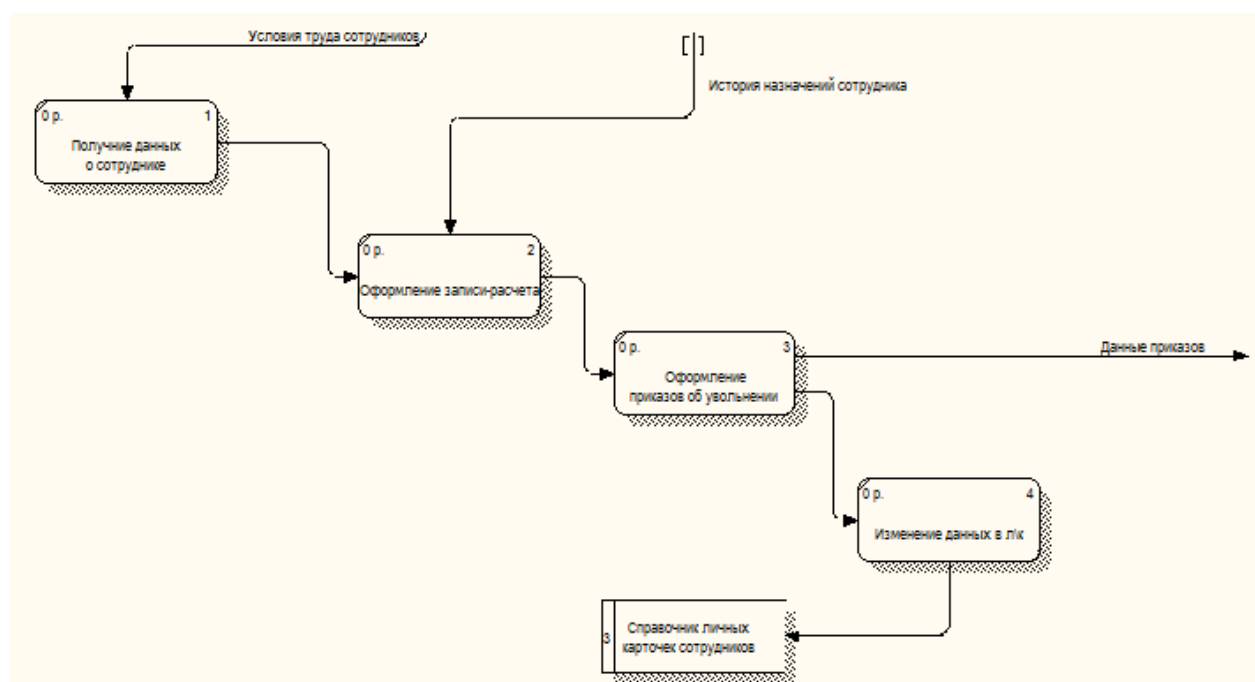 Условия труда сотрудников
[ ]
История назначений сотрудника
0 р. 1
Получние данных
о сотруднике
0 р. 2
Оформление записи-расчета
0 р. 3
Оформление
приказов об увольнении
Данные приказов
0 р. 4
Изменение данных в л\к
3
Справочник личных
карточек сотрудников